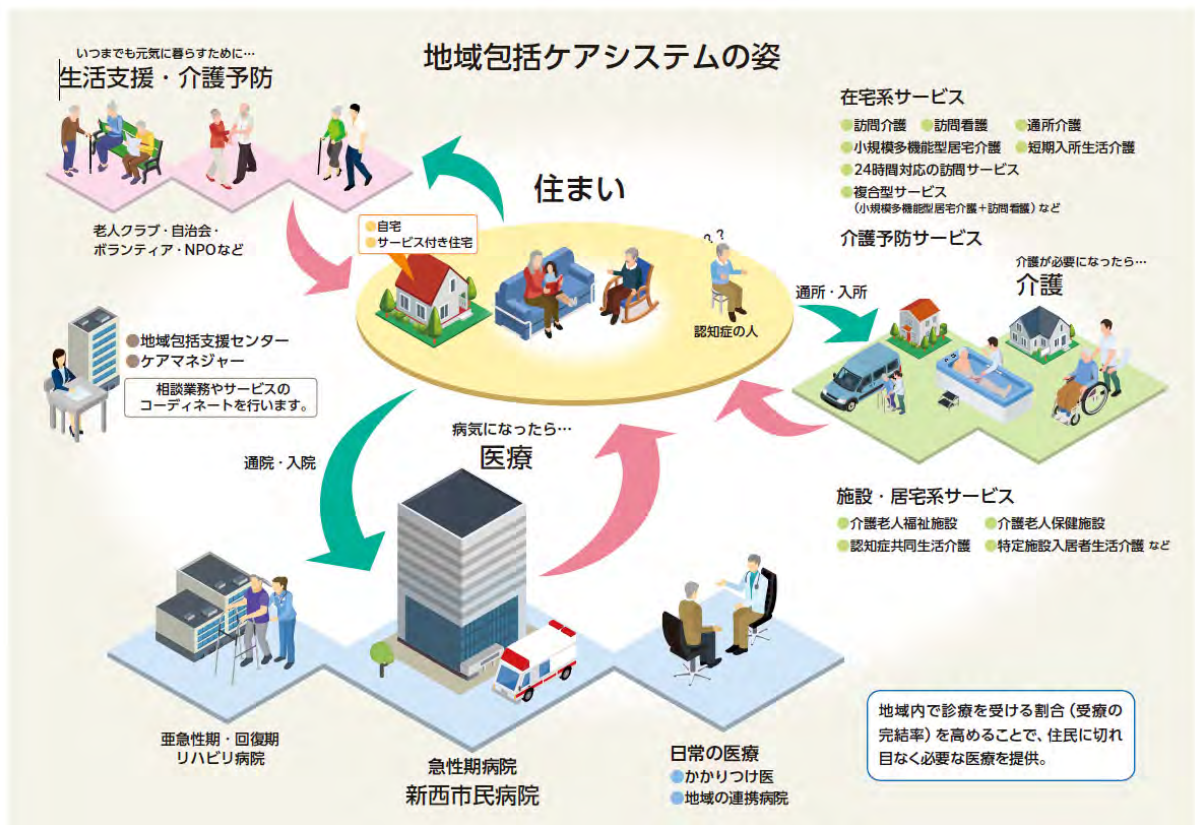 地域包括ケアシステムの姿
いつまでも元気に暮らすために…
生活支援・介護予防
老人クラブ・自治会・
ボランティア・NPOなど
住まい
自宅
サービス付き住宅
??
認知症の人
在宅系サービス
訪問介護 訪問看護 通所介護
小規模多機能型居宅介護 短期入所生活介護
24時間対応の訪問サービス
複合型サービス
(小規模多機能型居宅介護+訪問看護)など
介護予防サービス
介護が必要になったら…
介護
通所・入所
地域包括支援センター
ケアマネジャー
相談業務やサービスの
コーディネートを行います。
病気になったら…
医療
通院・入院
施設・居宅系サービス
介護老人福祉施設 介護老人保健施設
認知症共同生活介護 特定施設入居者生活介護 など
亜急性期・回復期
リハビリ病院
急性期病院
新西市民病院
日常の医療
かかりつけ医
地域の連携病院
地域内で診療を受ける割合(受療の
完結率)を高めることで、住民に切れ
目なく必要な医療を提供。